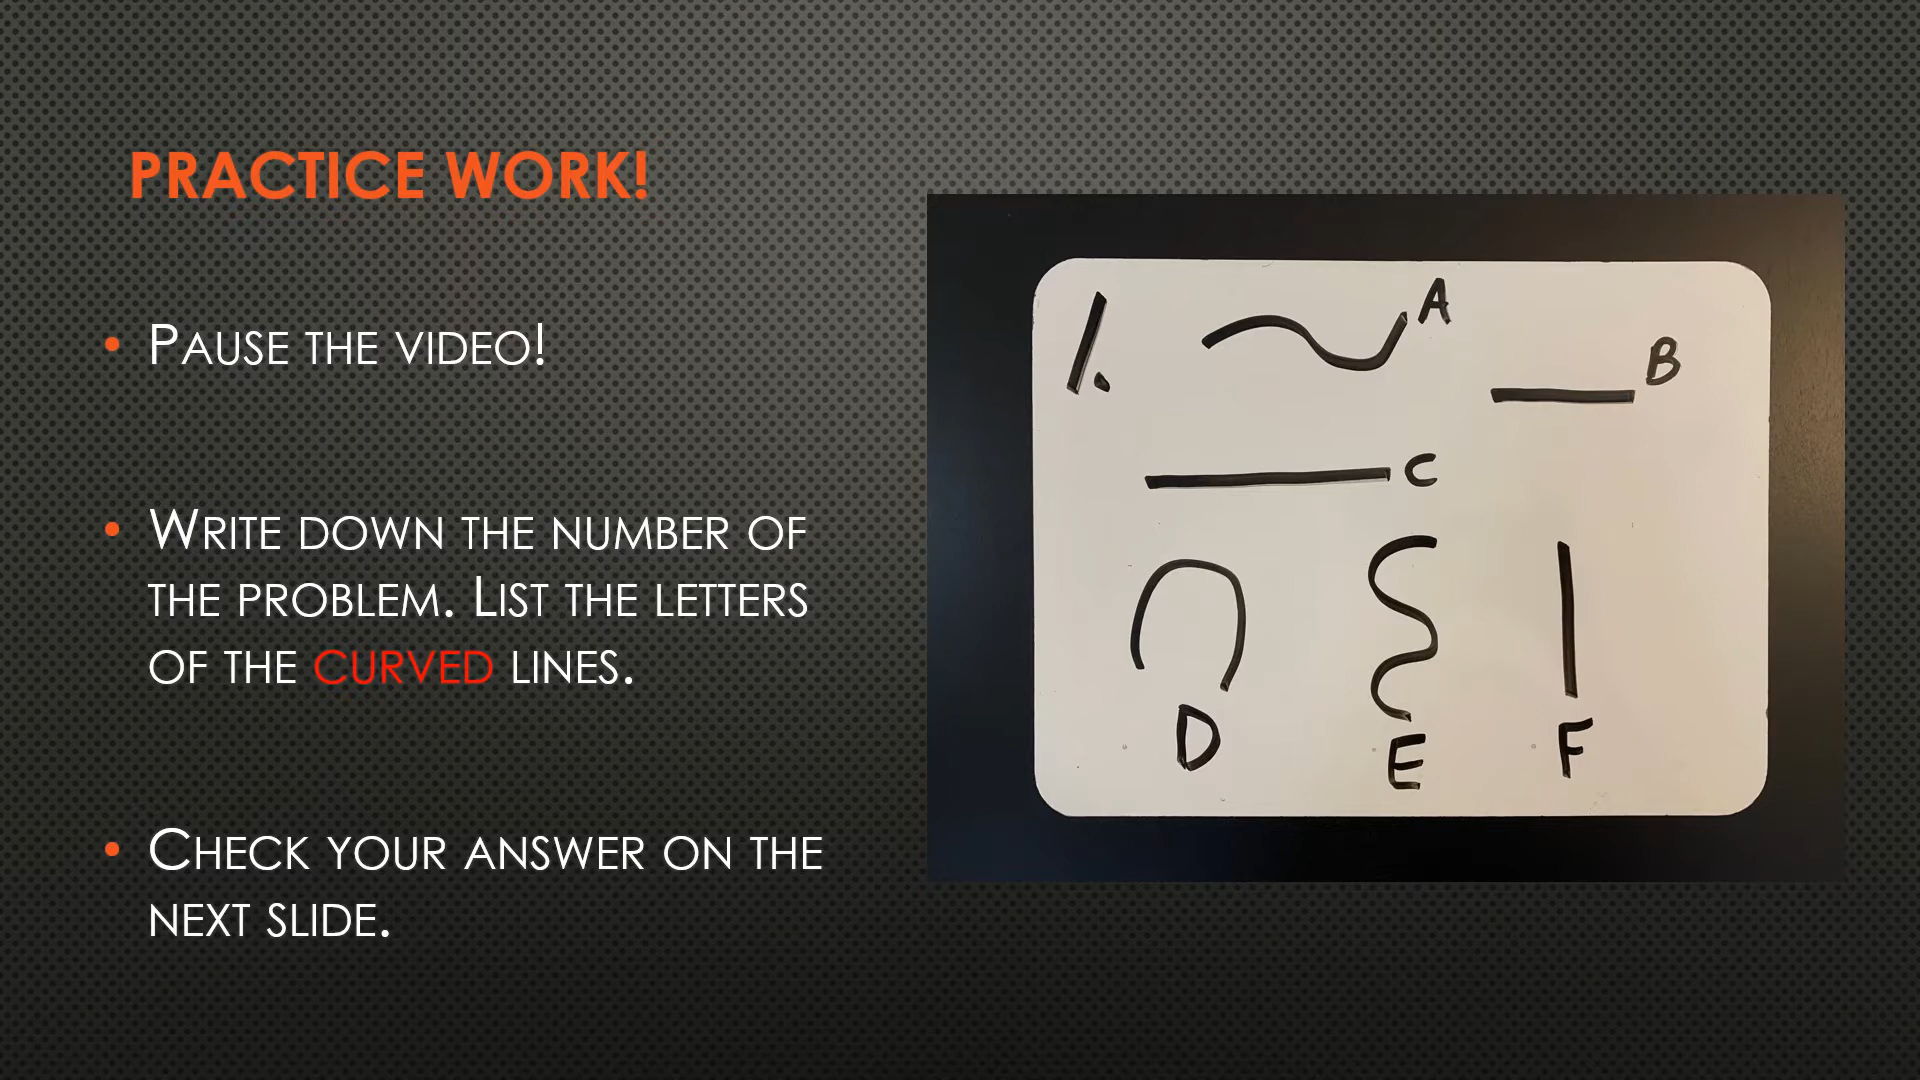 PRACTICE WORK!
PAUSE THE VIDEO!
WRITE DOWN THE NUMBER OF
THE PROBLEM. LIST THE LETTERS
OF THE CURVED LINES.
CHECK YOUR ANSWER ON THE
NEXT SLIDE.
1.
A
B
C
D
E
F